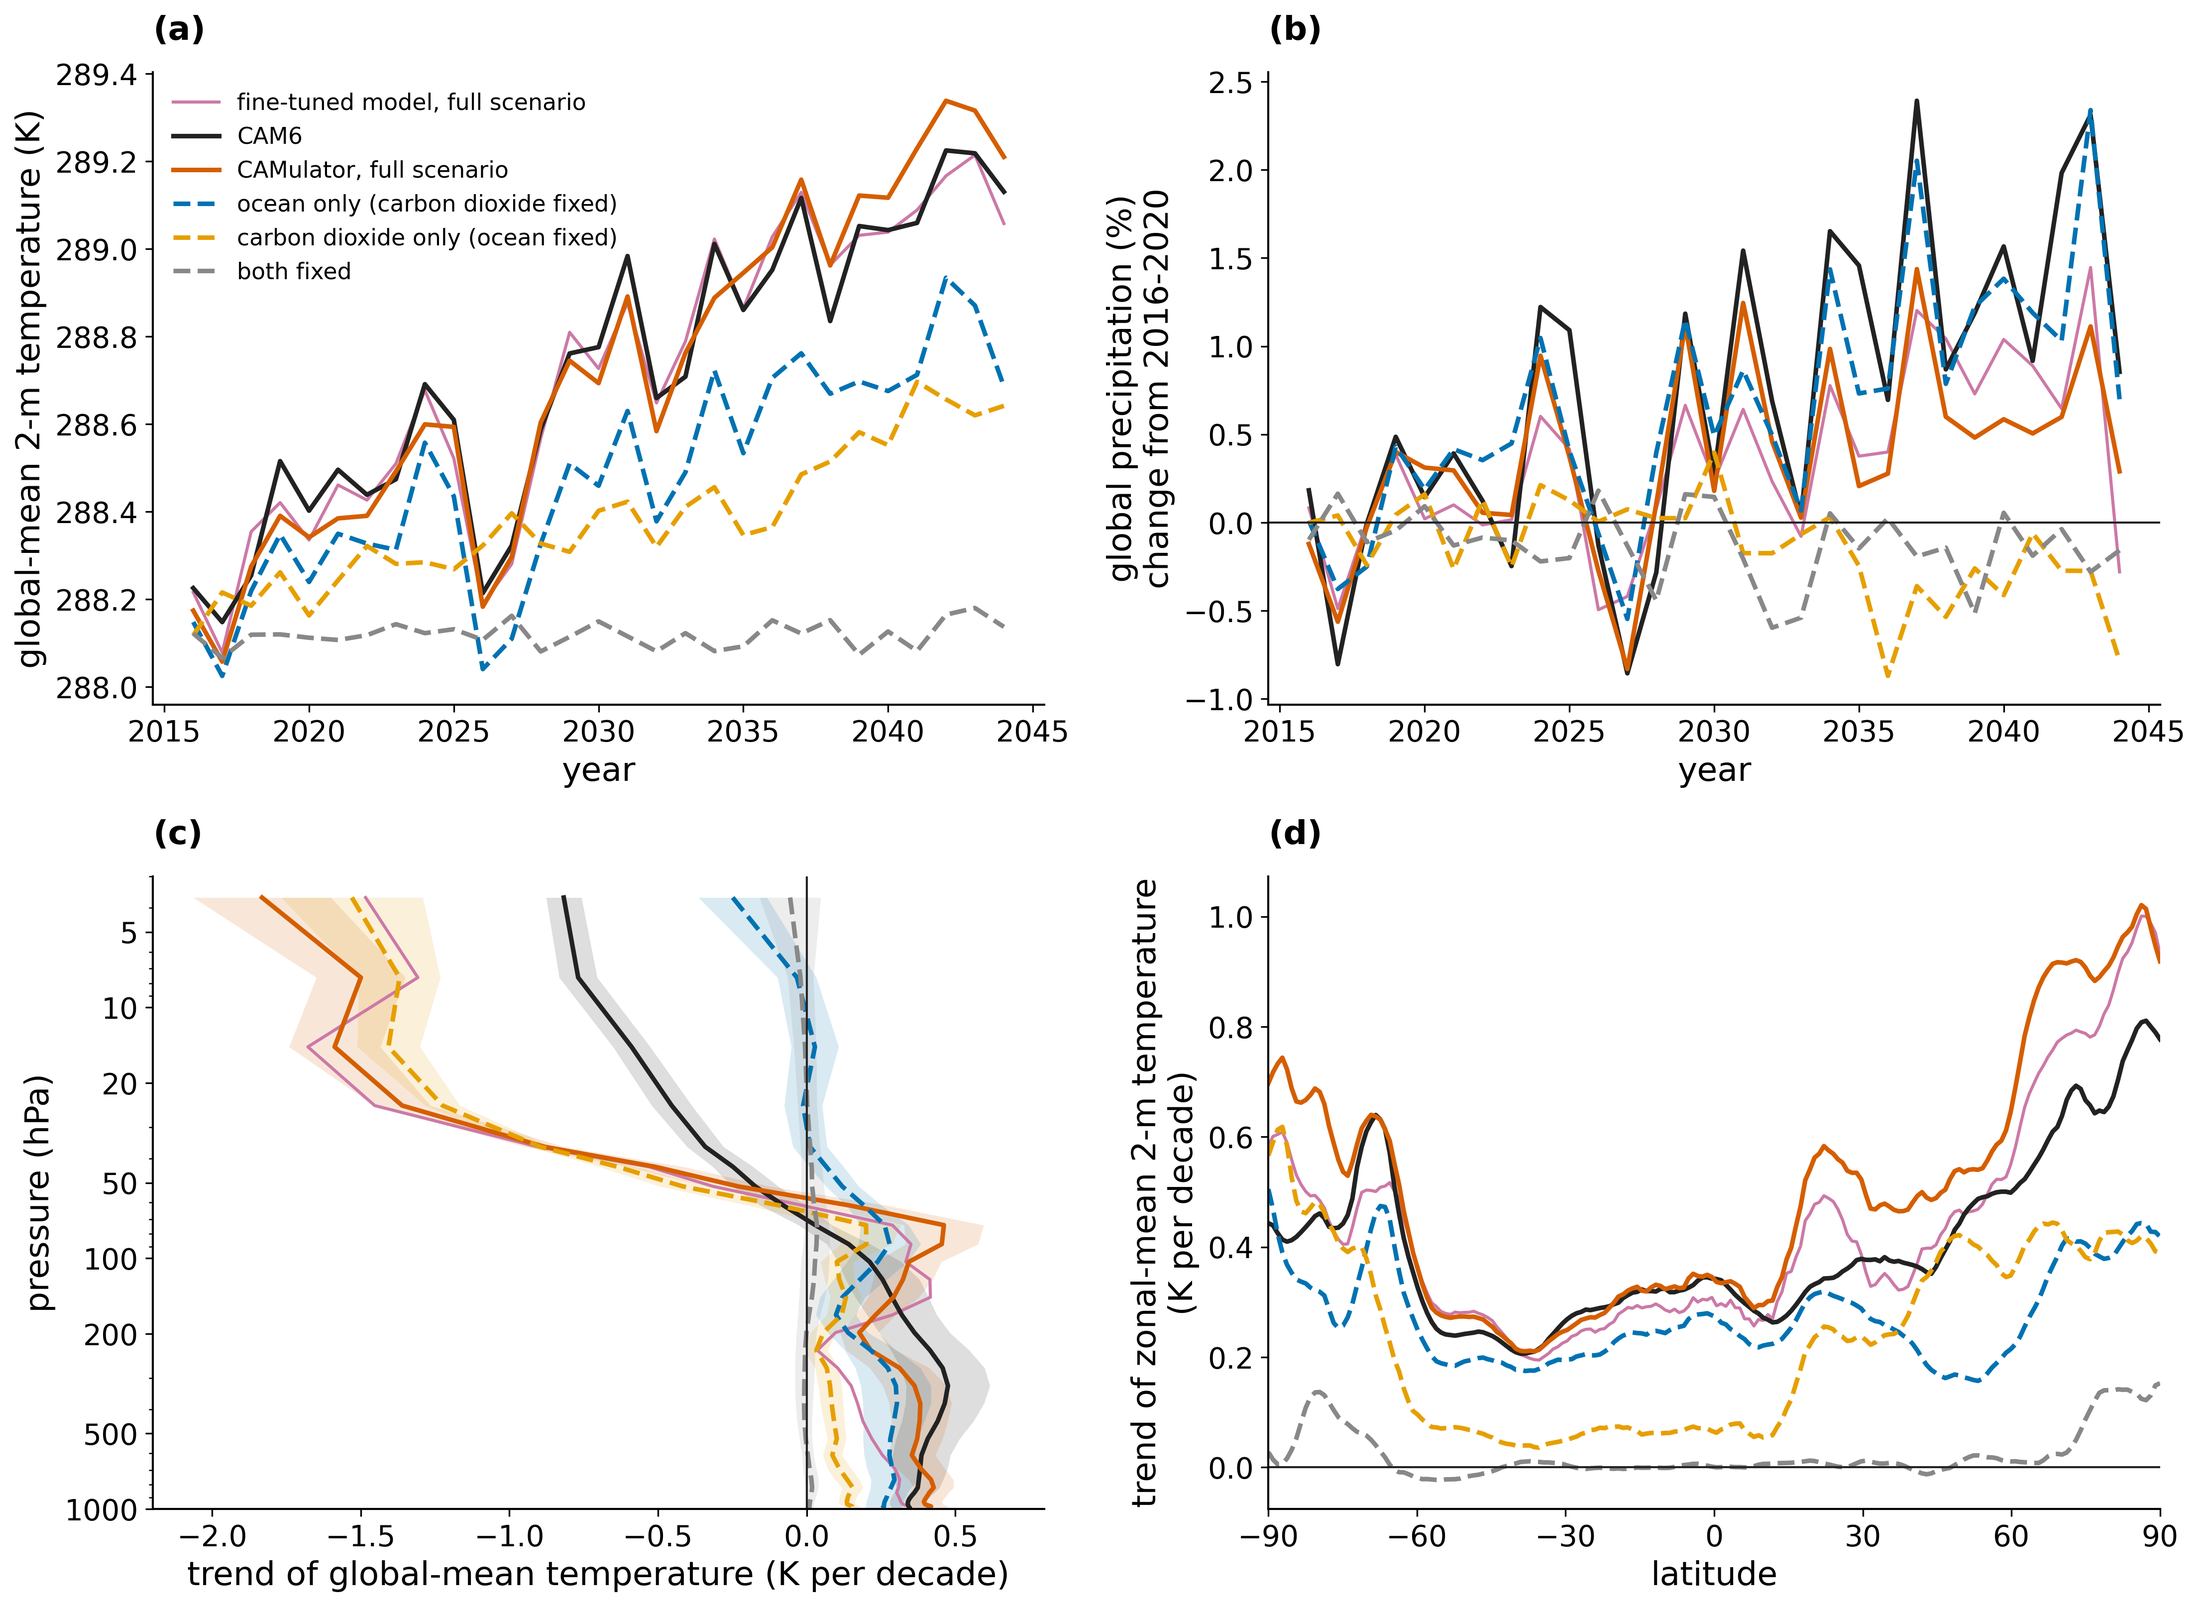 (a)
global-mean 2-m temperature (K)
289.4
289.2
289.0
288.8
288.6
288.4
288.2
288.0
fine-tuned model, full scenario
CAM6
CAMulator, full scenario
ocean only (carbon dioxide fixed)
carbon dioxide only (ocean fixed)
both fixed
2015 2020 2025 2030 2035 2040 2045
year
(b)
global precipitation (%)
change from 2016-2020
2.5
2.0
1.5
1.0
0.5
0.0
−0.5
−1.0
2015 2020 2025 2030 2035 2040 2045
year
(c)
pressure (hPa)
5
10
20
50
100
200
500
1000
−2.0 −1.5 −1.0 −0.5 0.0 0.5
trend of global-mean temperature (K per decade)
(d)
trend of zonal-mean 2-m temperature
(K per decade)
1.0
0.8
0.6
0.4
0.2
0.0
−90 −60 −30 0 30 60 90
latitude